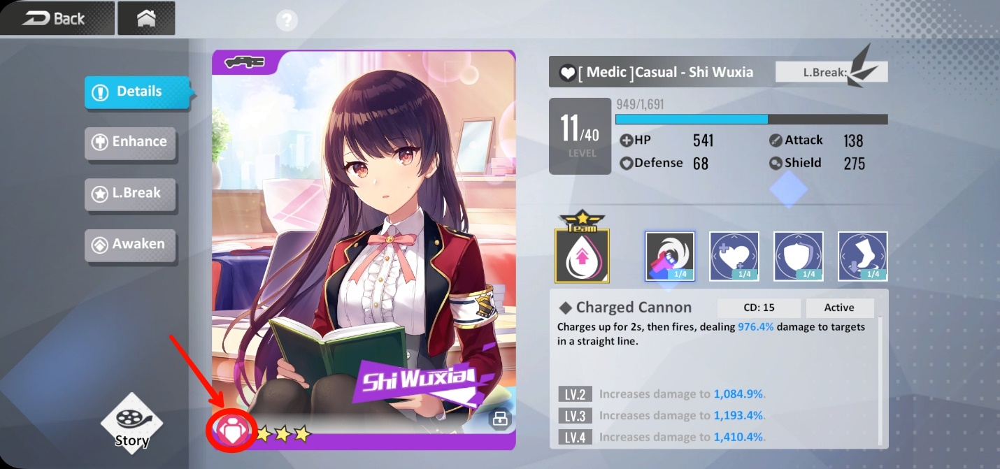 Back
?
Details
Enhance
L.Break
Awaken
Story
Shi Wuxia
[ Medic ]Casual - Shi Wuxia
L.Break:
949/1,691
11/40
LEVEL
HP 541
Attack 138
Defense 68
Shield 275
Team
1/4
1/4
1/4
1/4
Charged Cannon
CD: 15
Active
Charges up for 2s, then fires, dealing 976.4% damage to targets
in a straight line.
LV.2 Increases damage to 1,084.9%.
LV.3 Increases damage to 1,193.4%.
LV.4 Increases damage to 1,410.4%.